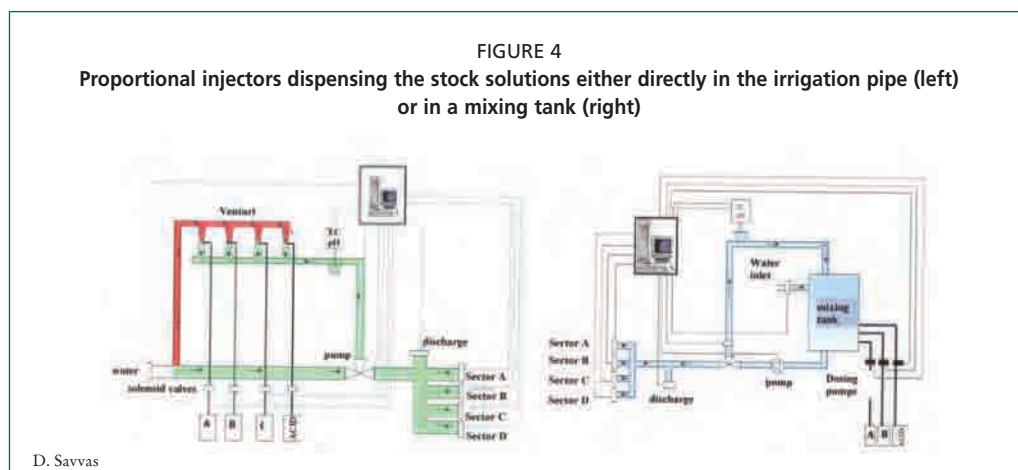 FIGURE 4
Proportional injectors dispensing the stock solutions either directly in the irrigation pipe (left)
or in a mixing tank (right)
Venturi
EC
pH
pump
discharge
water
solenoid valves
Sector A
Sector B
Sector C
Sector D
A
B
C
ACID
Water
inlet
mixing
tank
Sector A
Sector B
Sector C
Sector D
discharge
pump
Dosing
pumps
A
B
ACID
D. Savvas